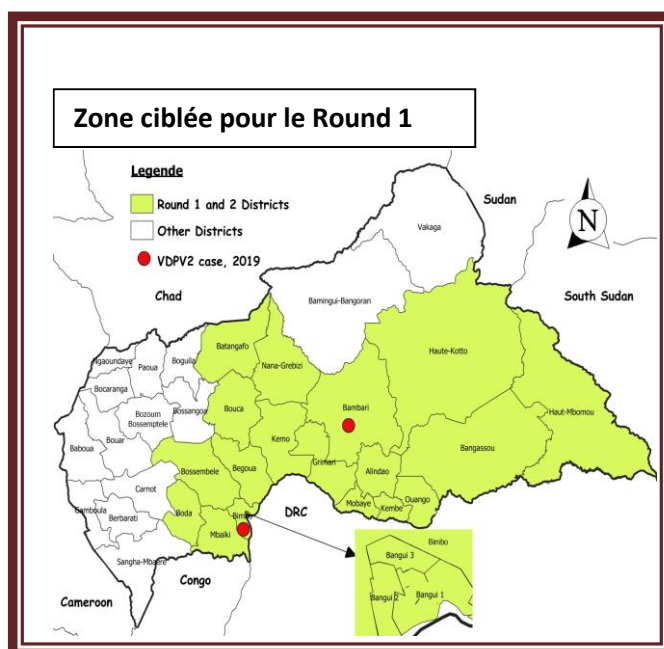 Zone ciblée pour le Round 1
Legende
Round 1 and 2 Districts
Other Districts
VDPV2 case, 2019
Sudan
N
Vakaga
Chad
South Sudan
Bamingui-Bangoran
Ngaoundaye
Paoua
Boguila
Batangafo
Nana-Grebizi
Haute-Kotto
Bocaranga
Bozoum
Bossemptele
Bossangoa
Bouca
Bambari
Haut-Mbomou
Bouar
Baboua
Kemo
Bangassou
Grimari
Bossembele
Begoua
Alindao
Carnot
Gamboula
Berbarati
Boda
Mobaye
Kembe
Ouango
DRC
Mbaiki
Sangha-Mbaere
Congo
Cameroon
Bimbo
Bangui 3
Bangui 2
Bangui 1